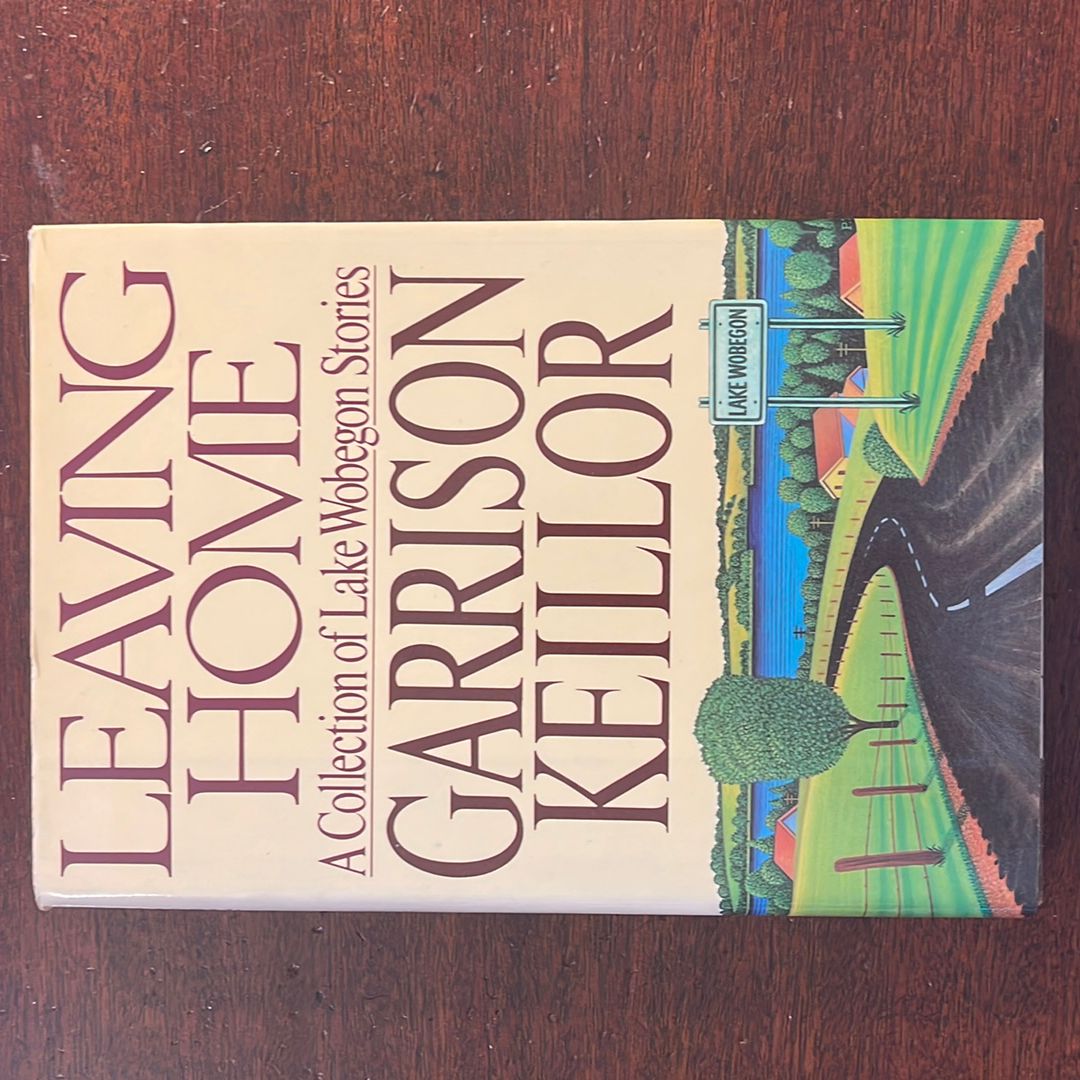 LEAVING
HOME
A Collection of Lake Wobegon Stories
GARRISON
KEILLOR
LAKE WOBEGON